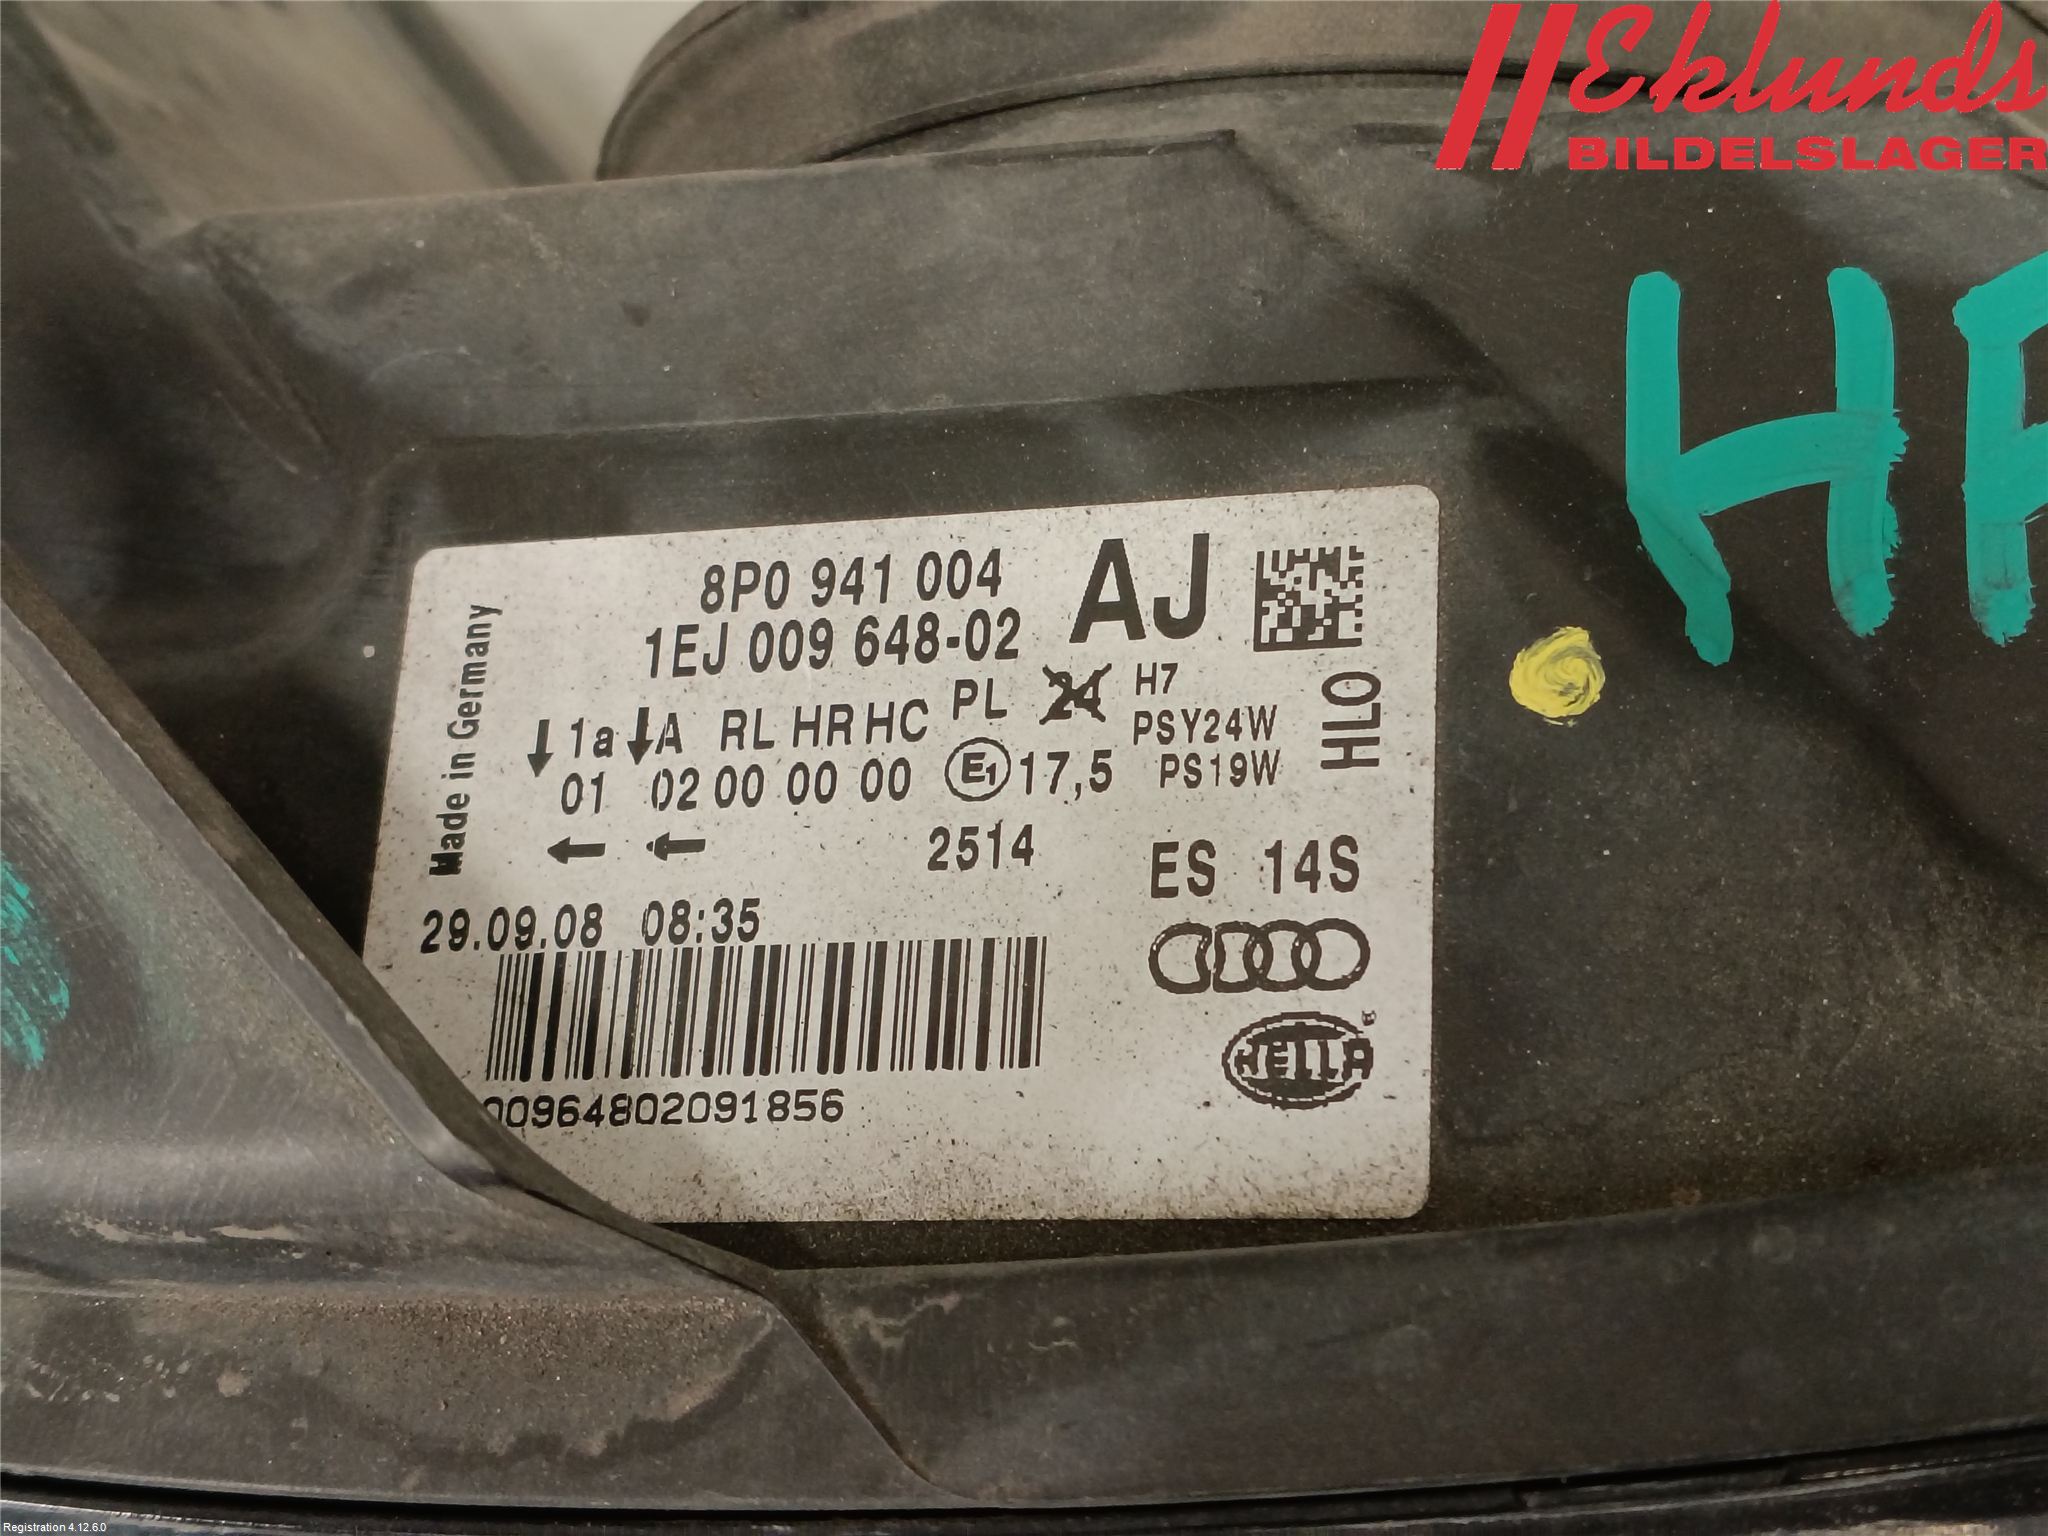 Eklunds
BILDELSLAGER
8P0 941 004 AJ
1EJ 009 648-02
Made in Germany
1a A RL HR HC PL 24 H7
PSY24W
01 02 00 00 00 E1 17,5 PS19W
HL0
2514
ES 14S
29.09.08 08:35
HELLA
®
00964802091856
H
Registration 4.12.6.0